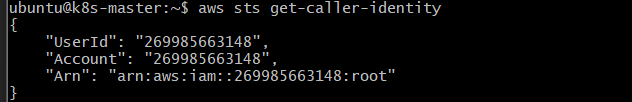 ubuntu@k8s-master:~$ aws sts get-caller-identity
{
    "UserId": "269985663148",
    "Account": "269985663148",
    "Arn": "arn:aws:iam::269985663148:root"
}